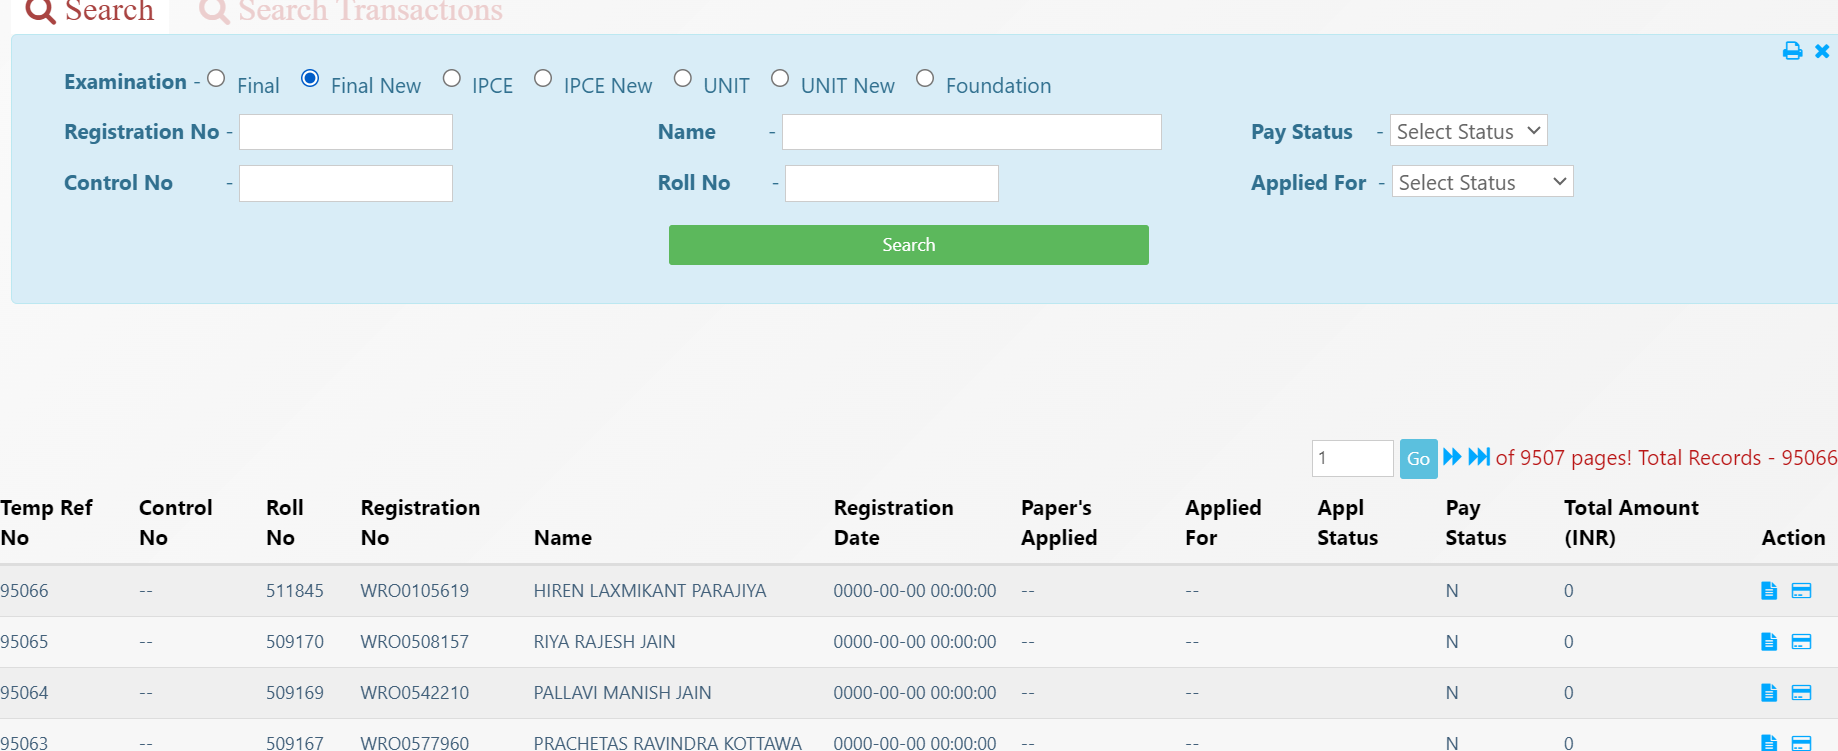 Search Search Transactions
Examination - Final Final New IPCE IPCE New UNIT UNIT New Foundation
Registration No - Name - Pay Status - Select Status
Control No - Roll No - Applied For - Select Status
Search
1 Go of 9507 pages! Total Records - 95066
Temp Ref No Control No Roll No Registration No Name Registration Date Paper's Applied Applied For Appl Status Pay Status Total Amount (INR) Action
95066 -- 511845 WRO0105619 HIREN LAXMIKANT PARAJIYA 0000-00-00 00:00:00 -- -- N 0
95065 -- 509170 WRO0508157 RIYA RAJESH JAIN 0000-00-00 00:00:00 -- -- N 0
95064 -- 509169 WRO0542210 PALLAVI MANISH JAIN 0000-00-00 00:00:00 -- -- N 0
95063 -- 509167 WRO0577960 PRACHETAS RAVINDRA KOTTAWA 0000-00-00 00:00:00 -- -- N 0